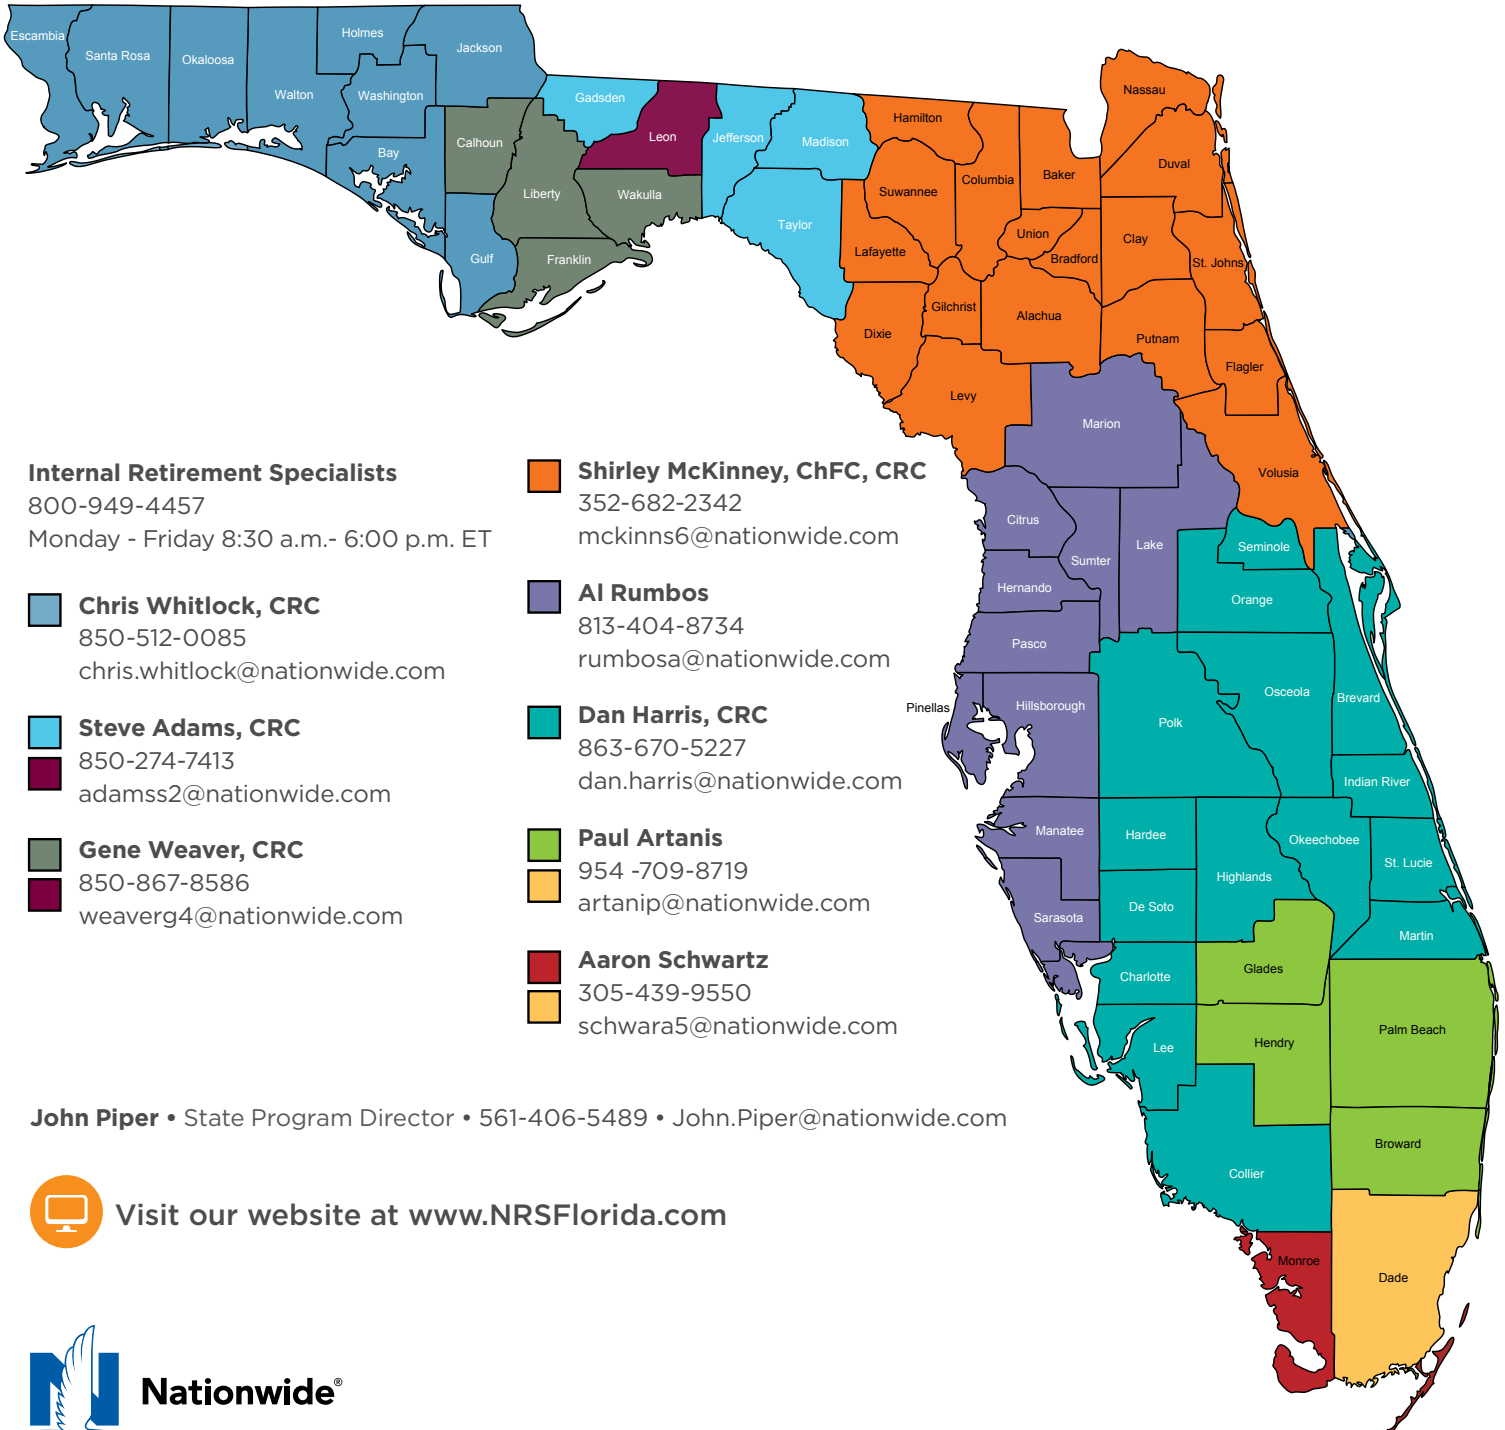 Escambia
Santa Rosa
Okaloosa
Holmes
Walton
Washington
Jackson
Bay
Calhoun
Gulf
Liberty
Gadsden
Leon
Wakulla
Franklin
Jefferson
Madison
Taylor
Hamilton
Suwannee
Columbia
Baker
Nassau
Duval
Lafayette
Union
Bradford
Clay
St. Johns
Dixie
Gilchrist
Alachua
Putnam
Flagler
Levy
Marion
Volusia
Citrus
Sumter
Lake
Seminole
Hernando
Orange
Pasco
Pinellas
Hillsborough
Polk
Osceola
Brevard
Indian River
Manatee
Hardee
Okeechobee
St. Lucie
Highlands
De Soto
Sarasota
Martin
Charlotte
Glades
Palm Beach
Lee
Hendry
Broward
Collier
Monroe
Dade
Internal Retirement Specialists
800-949-4457
Monday - Friday 8:30 a.m.- 6:00 p.m. ET
Chris Whitlock, CRC
850-512-0085
chris.whitlock@nationwide.com
Steve Adams, CRC
850-274-7413
adamss2@nationwide.com
Gene Weaver, CRC
850-867-8586
weaverg4@nationwide.com
Shirley McKinney, ChFC, CRC
352-682-2342
mckinns6@nationwide.com
Al Rumbos
813-404-8734
rumbosa@nationwide.com
Dan Harris, CRC
863-670-5227
dan.harris@nationwide.com
Paul Artanis
954 -709-8719
artanip@nationwide.com
Aaron Schwartz
305-439-9550
schwara5@nationwide.com
John Piper • State Program Director • 561-406-5489 • John.Piper@nationwide.com
Visit our website at www.NRSFlorida.com
N
Nationwide®